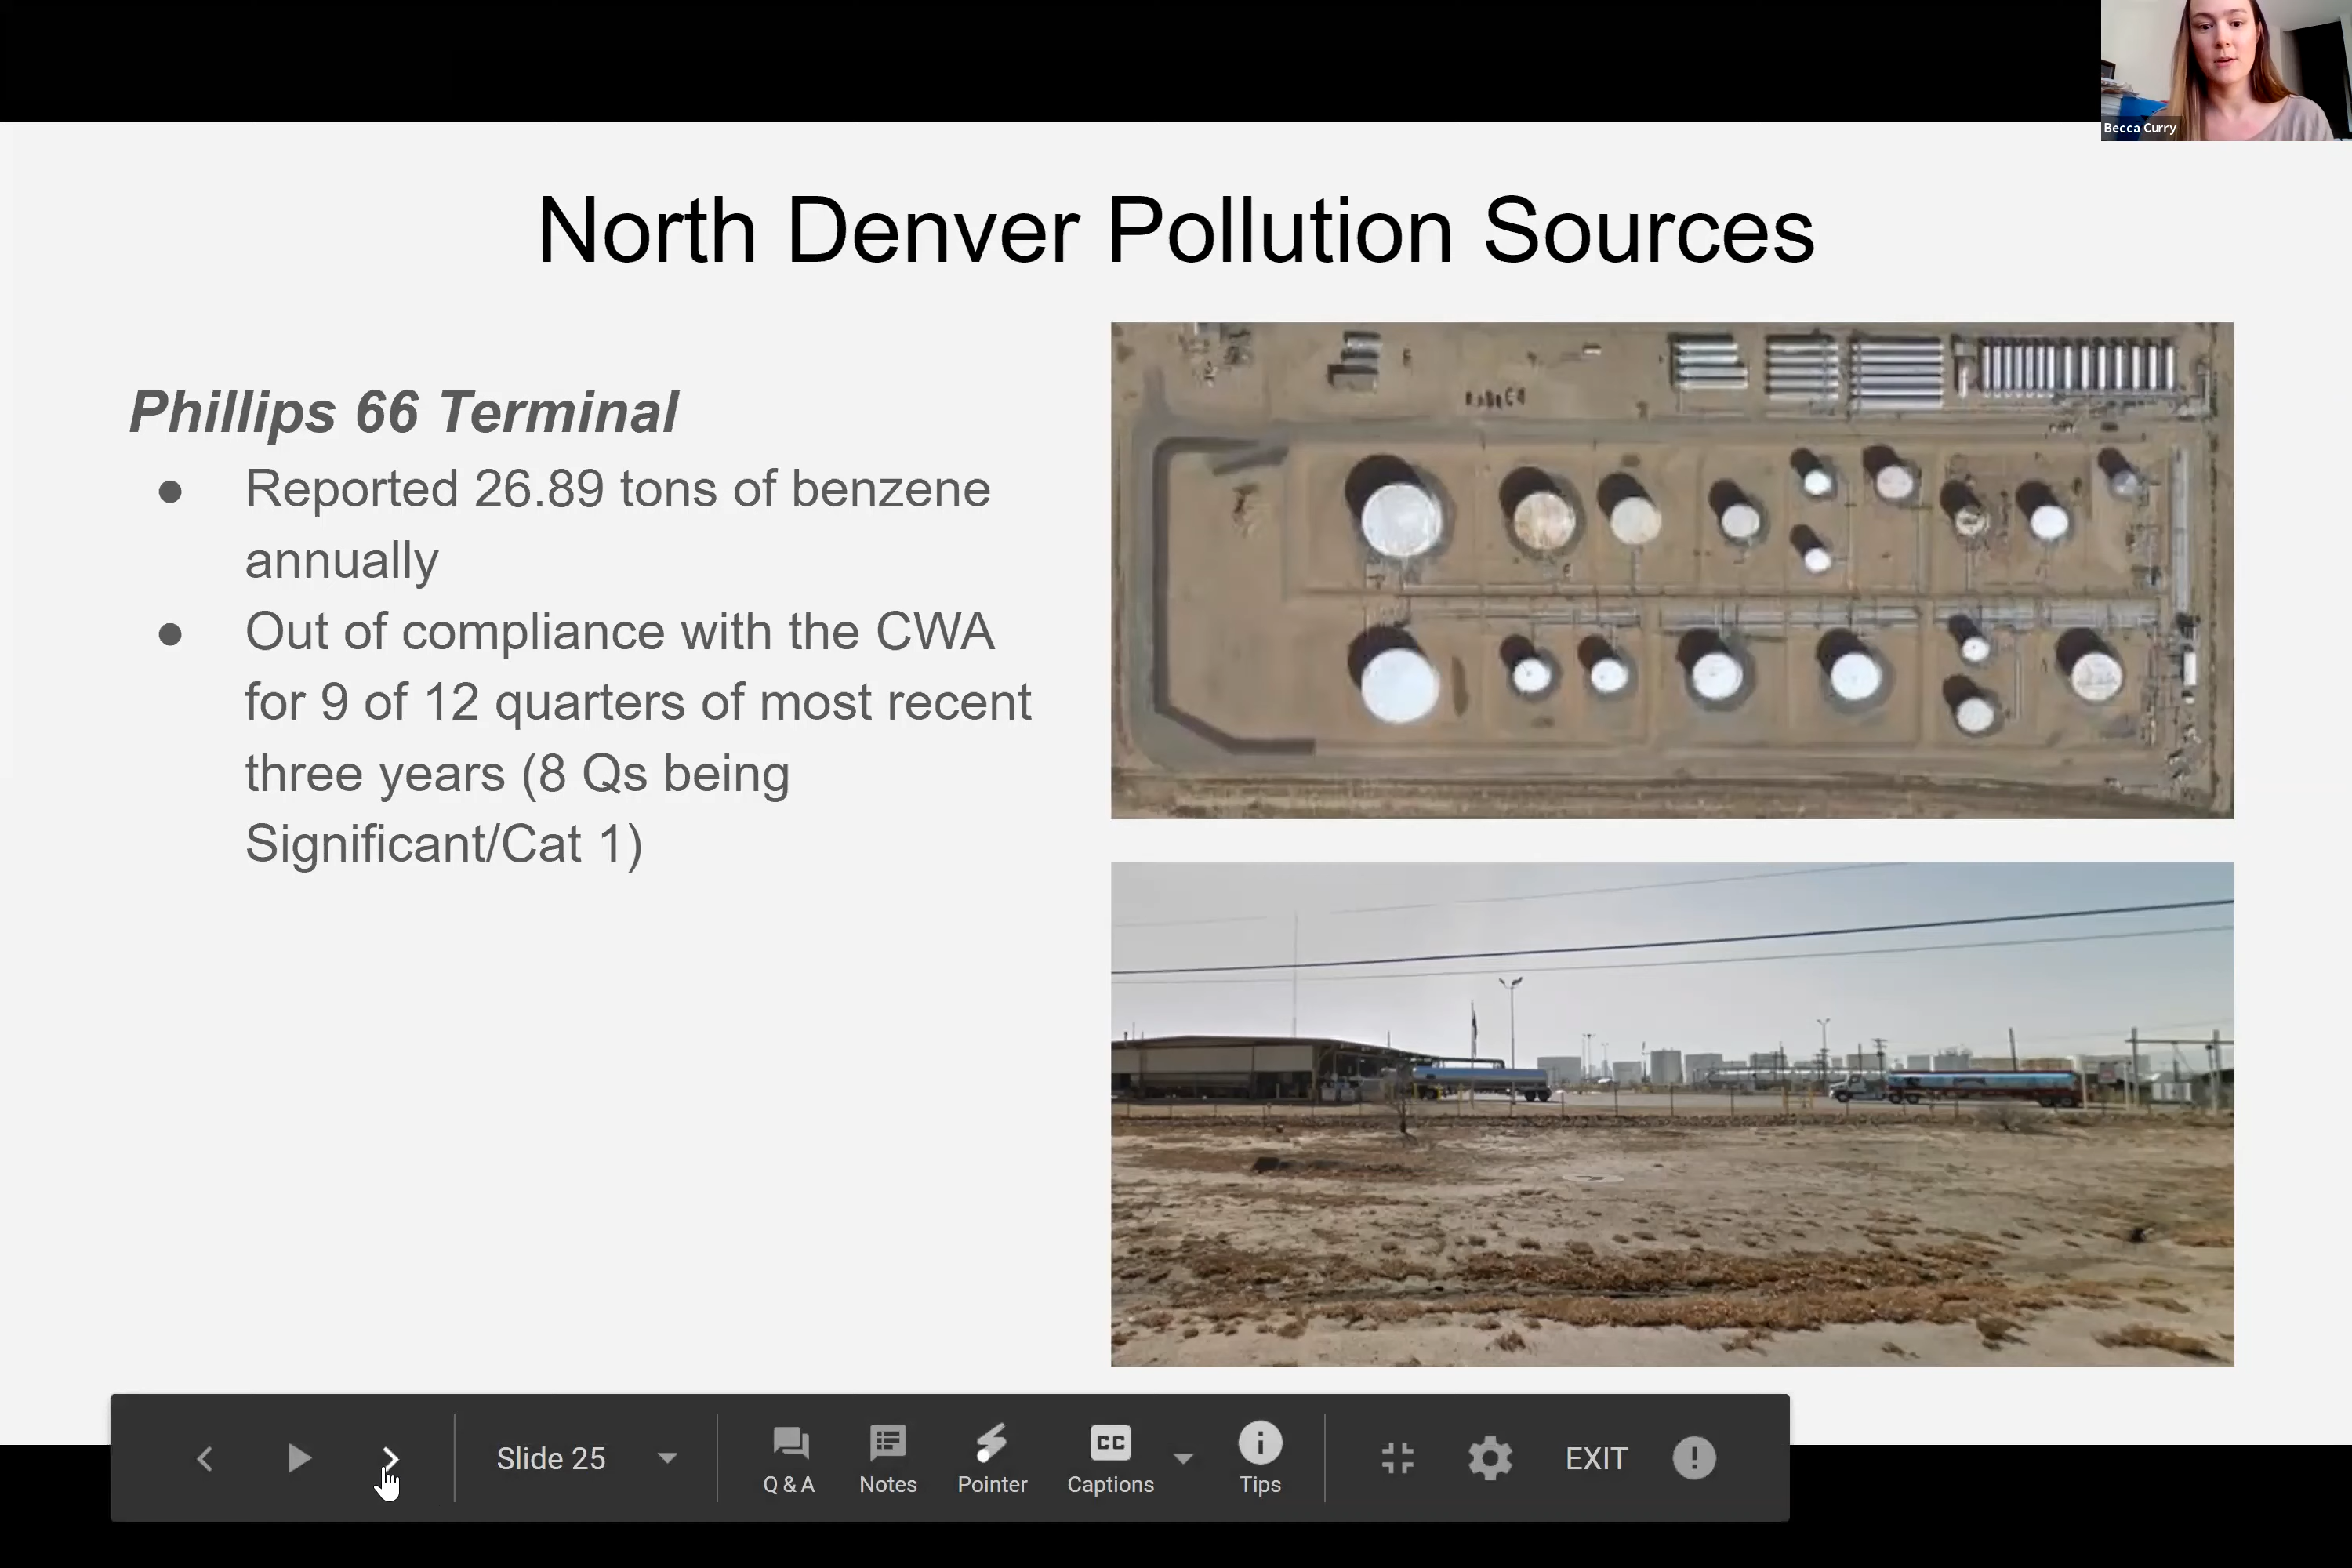 Becca Curry
North Denver Pollution Sources
Phillips 66 Terminal
● Reported 26.89 tons of benzene
annually
● Out of compliance with the CWA
for 9 of 12 quarters of most recent
three years (8 Qs being
Significant/Cat 1)
Slide 25
Q & A
Notes
Pointer
CC
Captions
Tips
EXIT